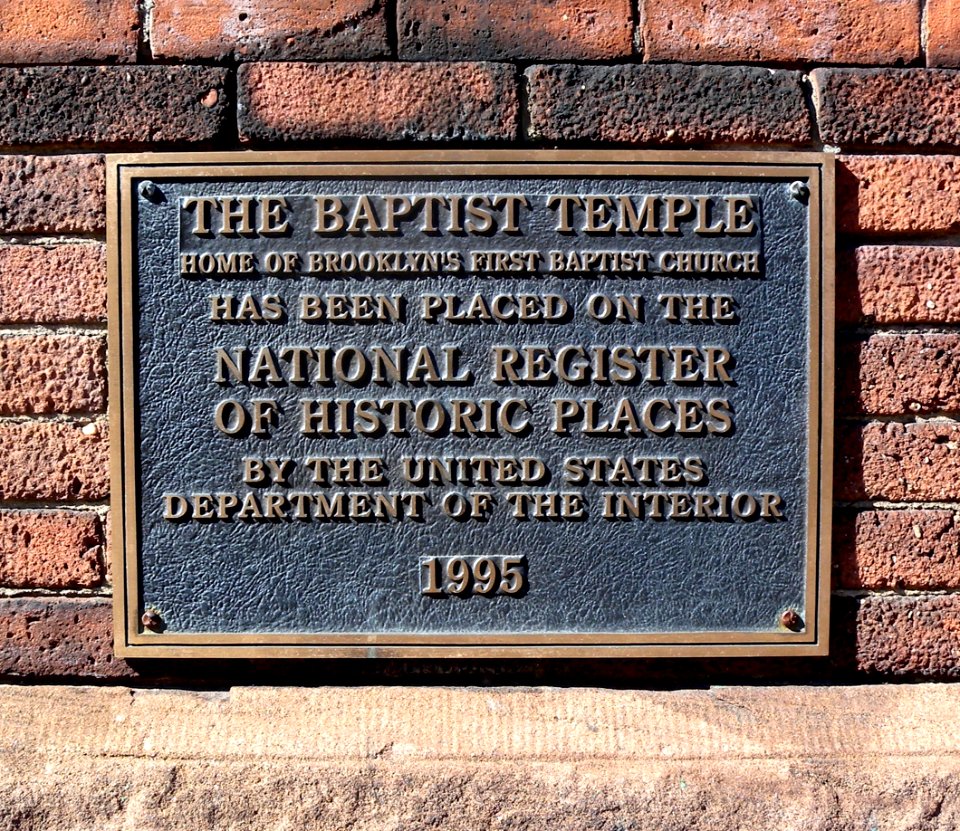 THE BAPTIST TEMPLE
HOME OF BROOKLYN'S FIRST BAPTIST CHURCH
HAS BEEN PLACED ON THE
NATIONAL REGISTER
OF HISTORIC PLACES
BY THE UNITED STATES
DEPARTMENT OF THE INTERIOR
1995